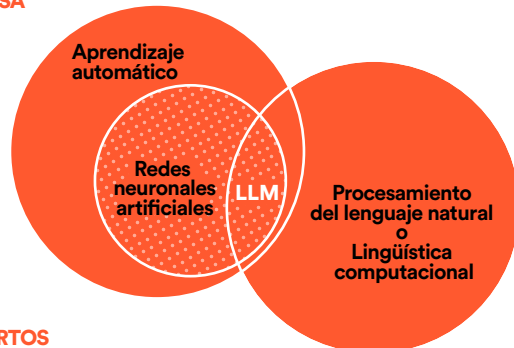 SA
Aprendizaje
automático
Redes
neuronales
artificiales
LLM
Procesamiento
del lenguaje natural
o
Lingüística
computacional
RTOS